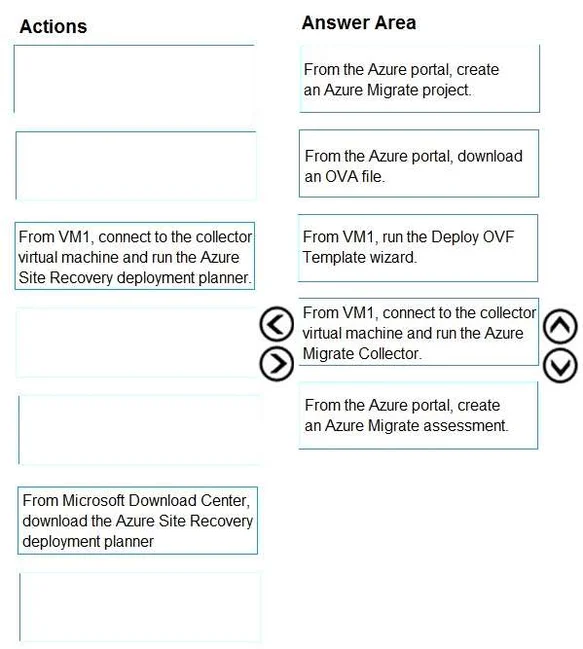 Actions
Answer Area
From the Azure portal, create
an Azure Migrate project.
From the Azure portal, download
an OVA file.
From VM1, connect to the collector
virtual machine and run the Azure
Site Recovery deployment planner.
From VM1, run the Deploy OVF
Template wizard.
From VM1, connect to the collector
virtual machine and run the Azure
Migrate Collector.
From the Azure portal, create
an Azure Migrate assessment.
From Microsoft Download Center,
download the Azure Site Recovery
deployment planner